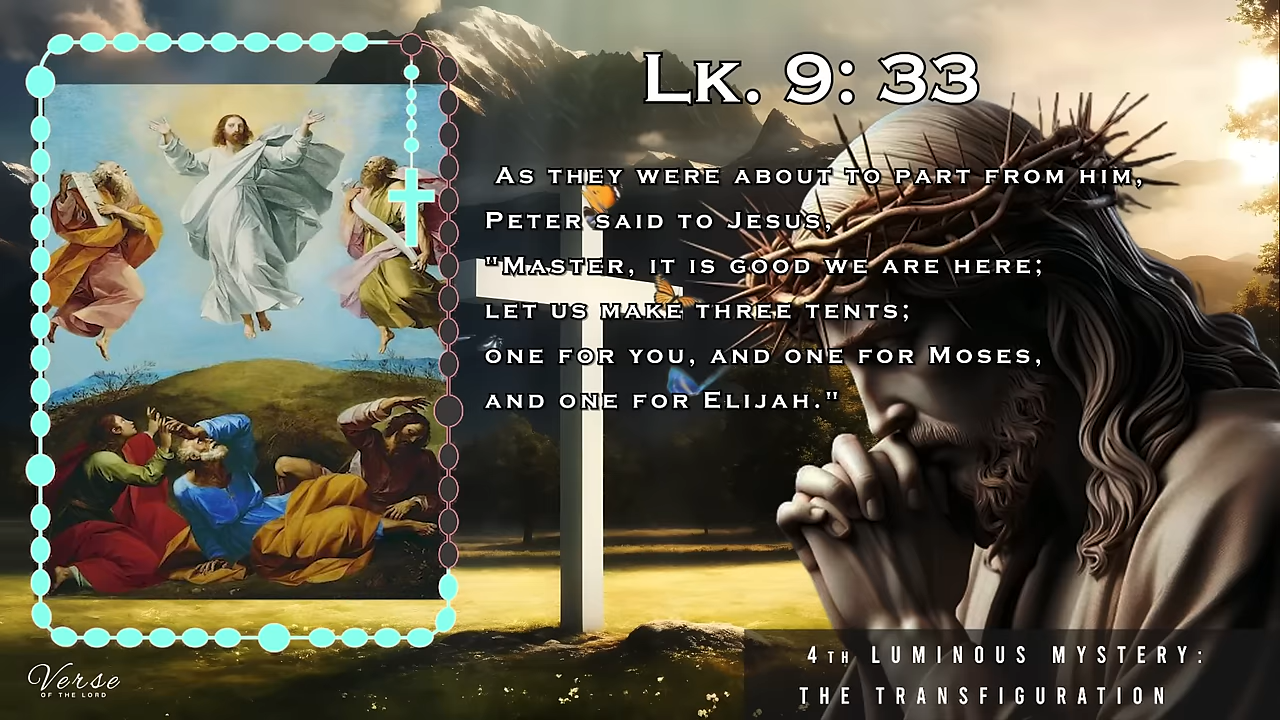 Lk. 9: 33
As they were about to part from him,
Peter said to Jesus,
"Master, it is good we are here;
let us make three tents;
one for you, and one for Moses,
and one for Elijah."
4th LUMINOUS MYSTERY:
THE TRANSFIGURATION
Verse
OF THE LORD